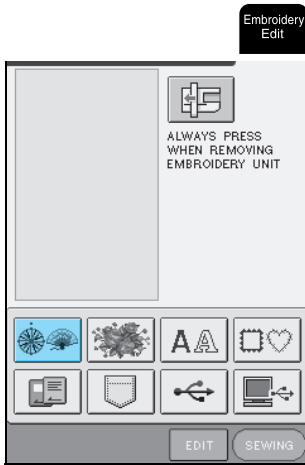 Embroidery
Edit
ALWAYS PRESS
WHEN REMOVING
EMBROIDERY UNIT
AA
EDIT
SEWING